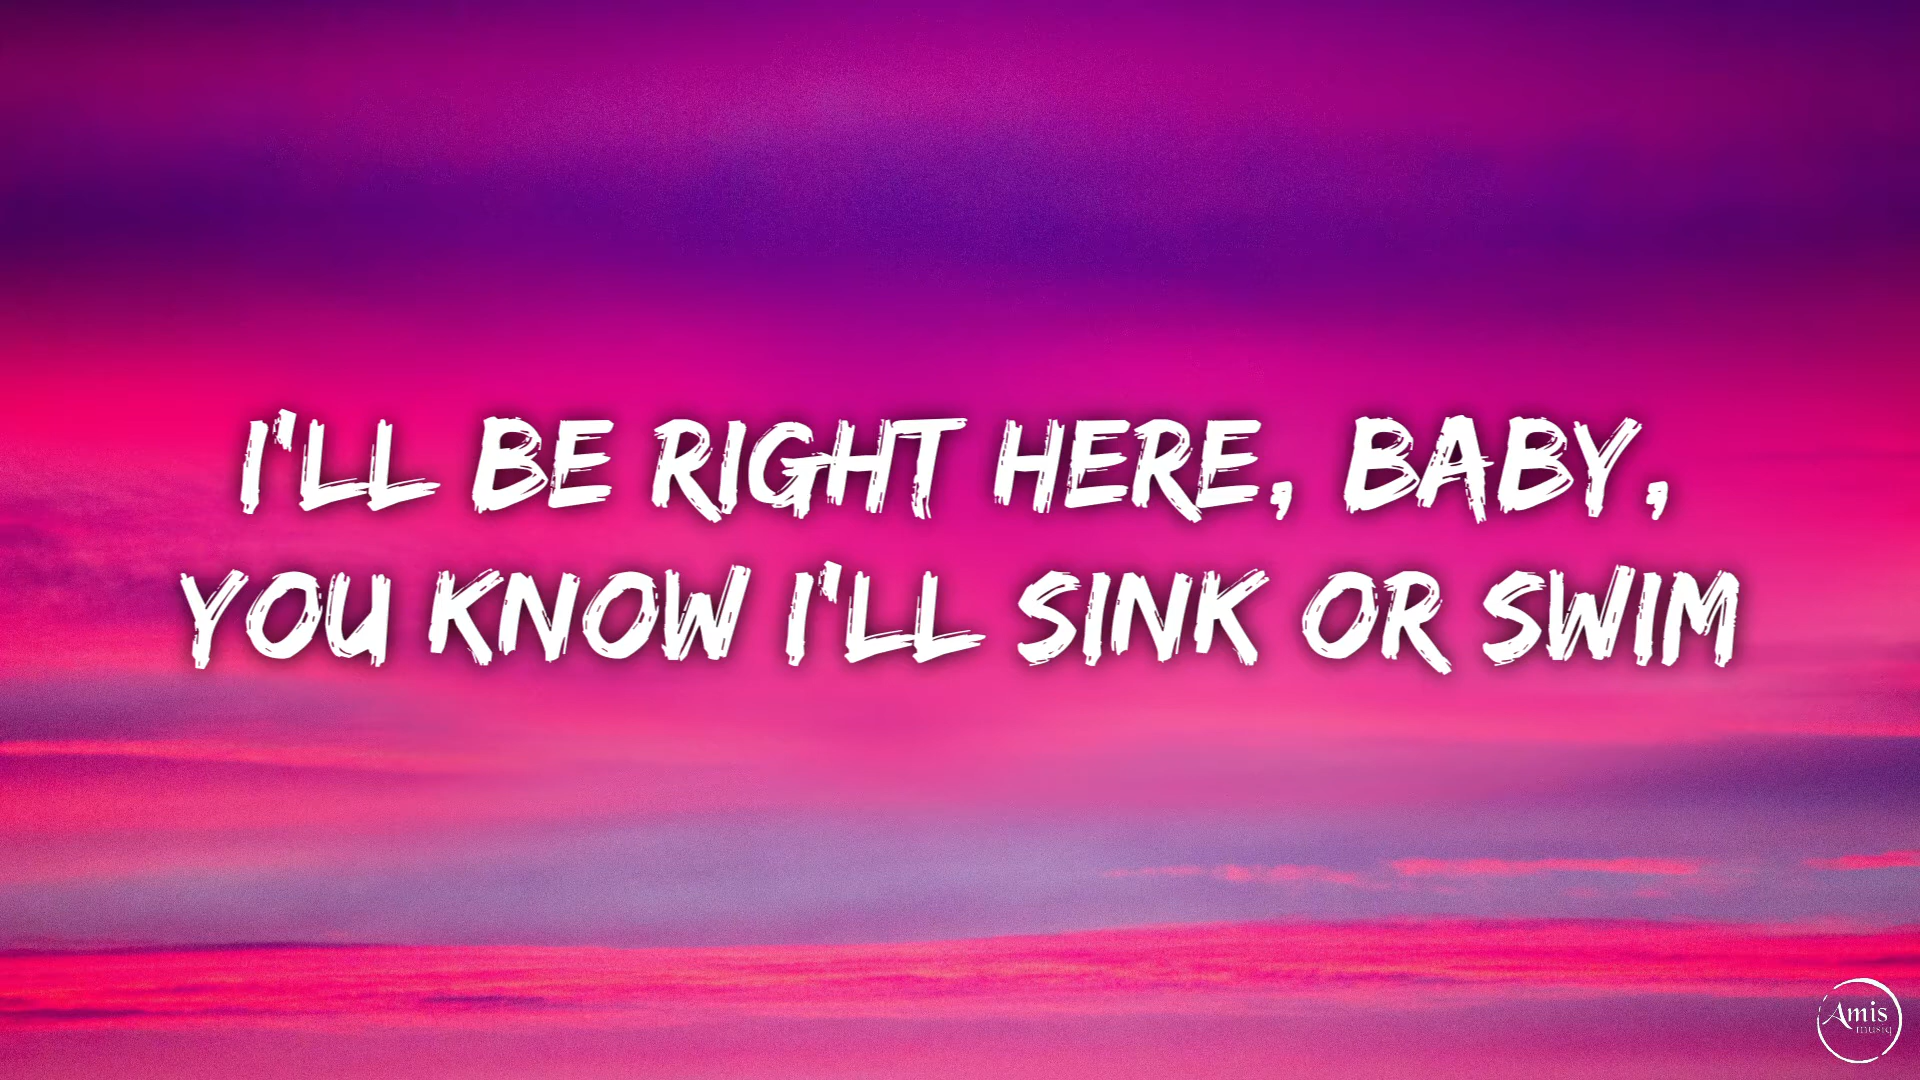 I'LL BE RIGHT HERE, BABY,
YOU KNOW I'LL SINK OR SWIM
Amis
musiq